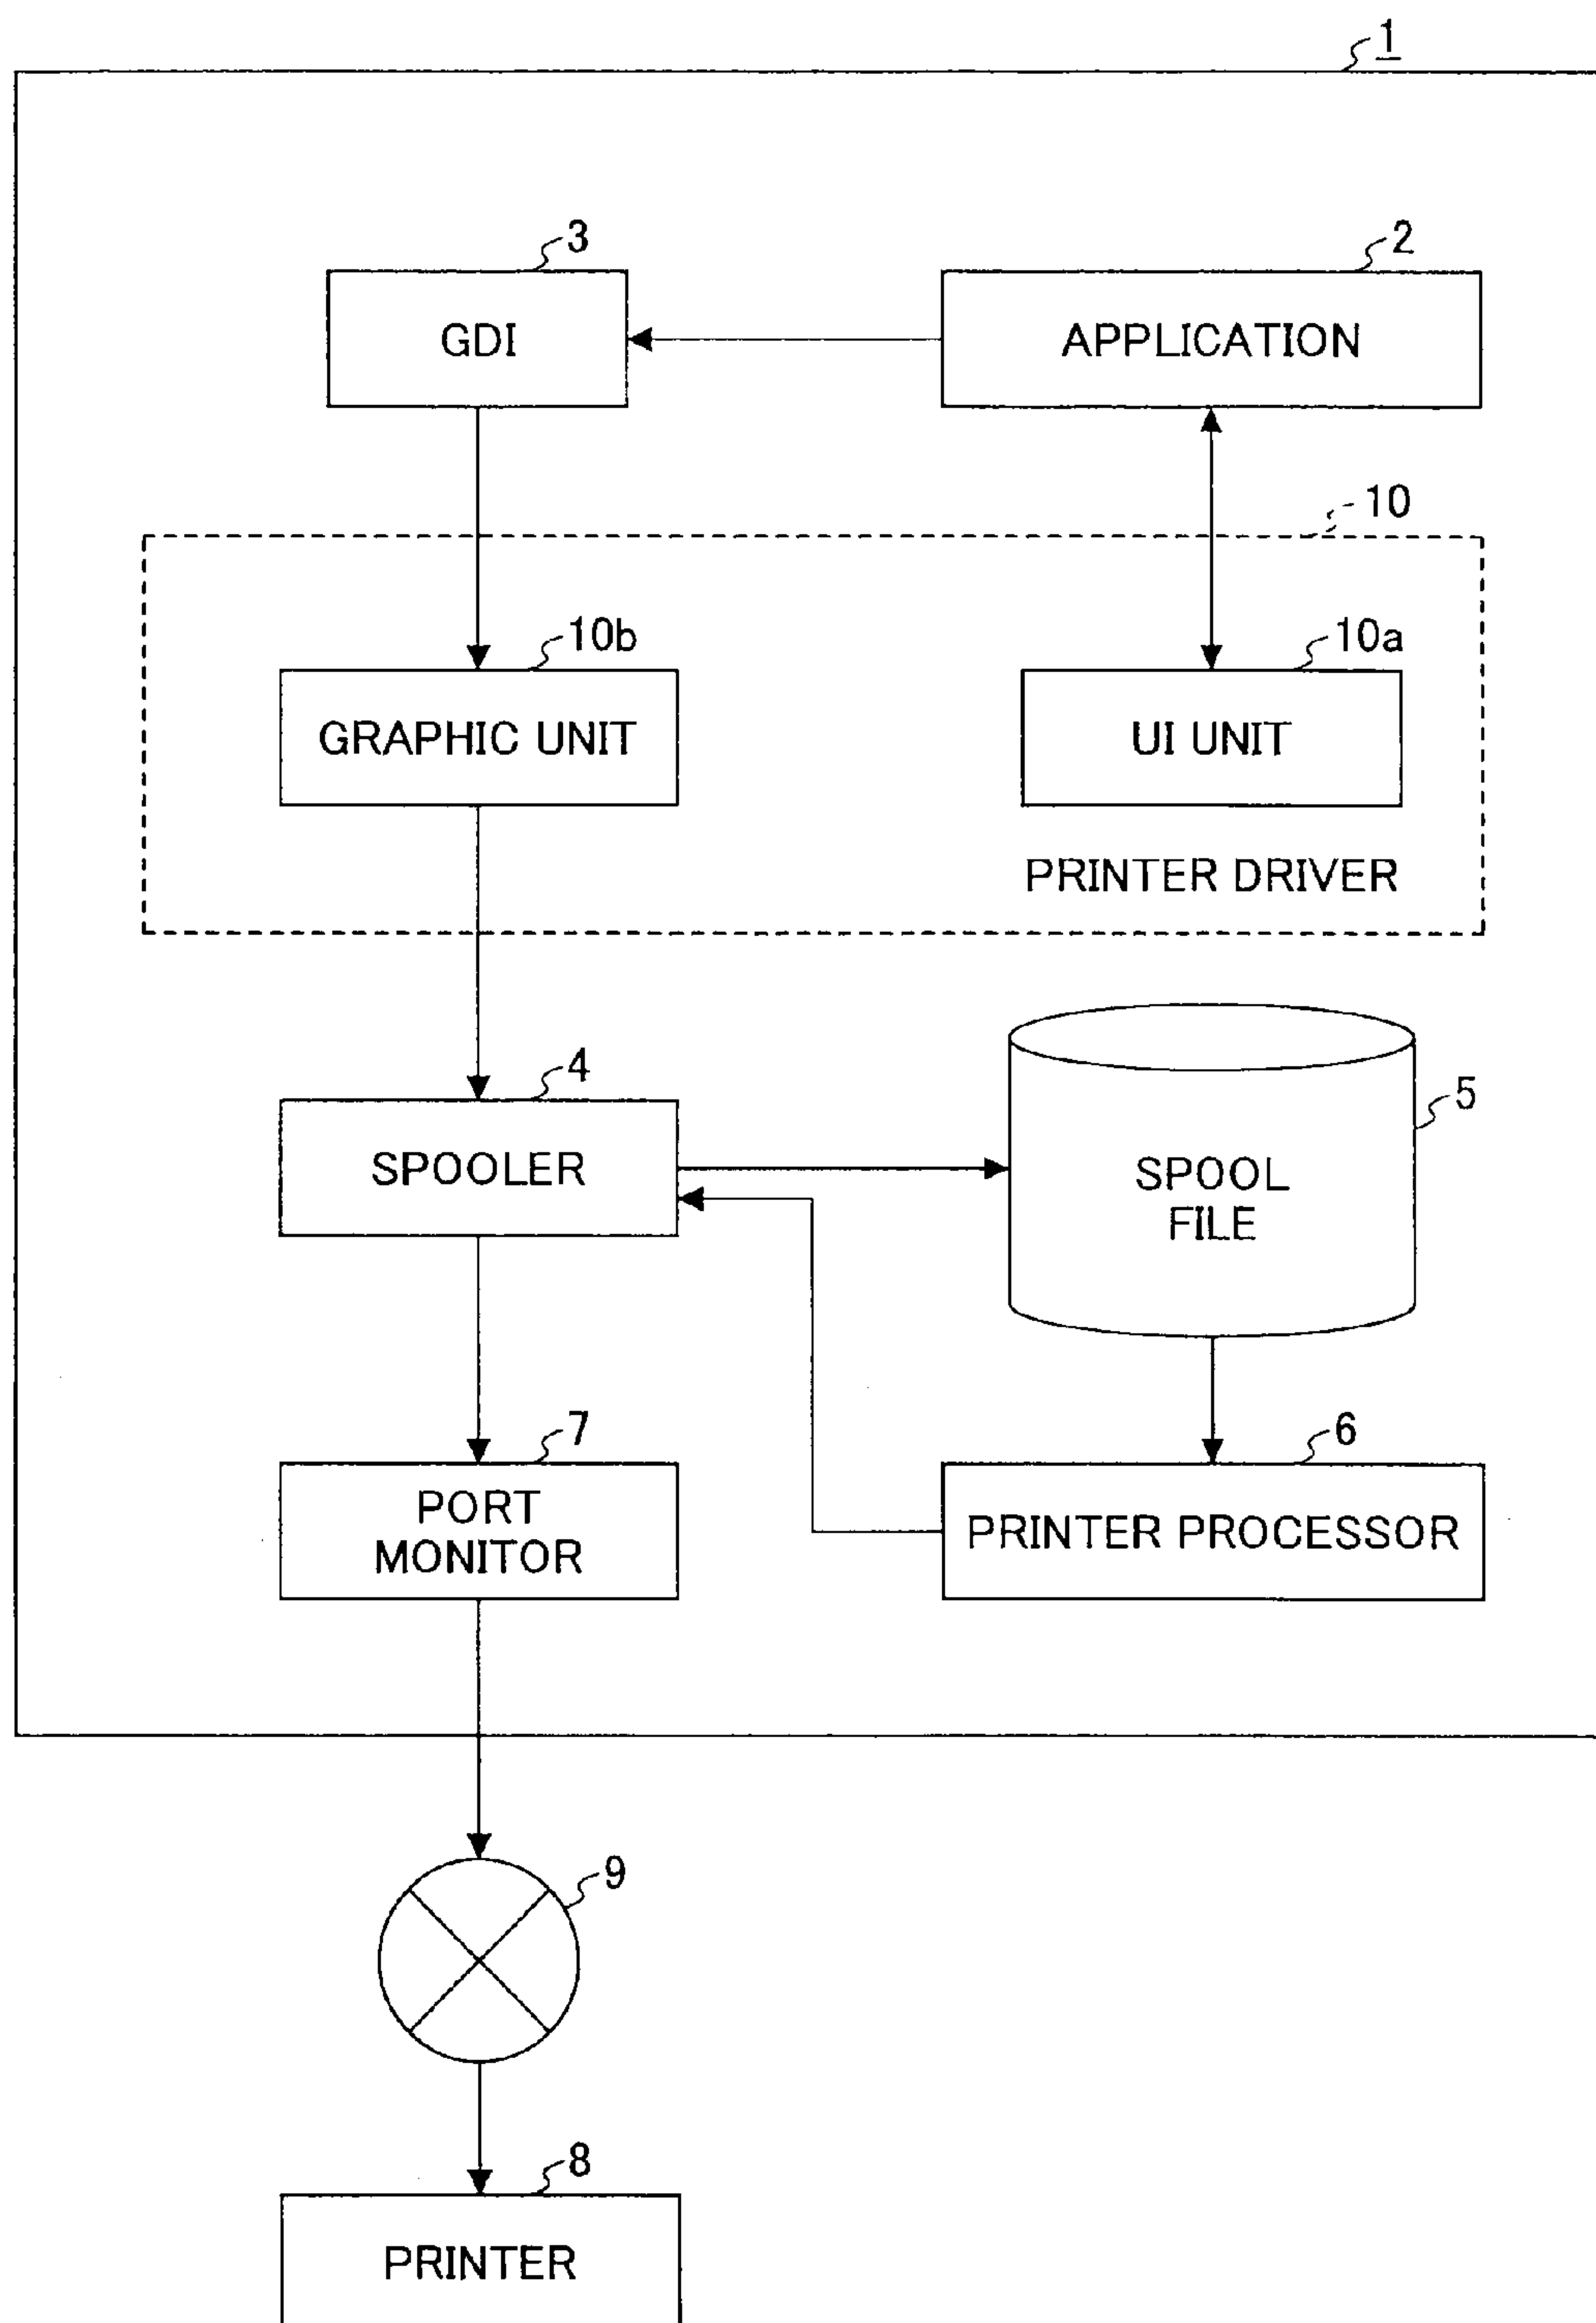 1
3
2
GDI
APPLICATION
10
10b
10a
GRAPHIC UNIT
UI UNIT
PRINTER DRIVER
4
5
SPOOLER
SPOOL
FILE
7
6
PORT
MONITOR
PRINTER PROCESSOR
9
8
PRINTER